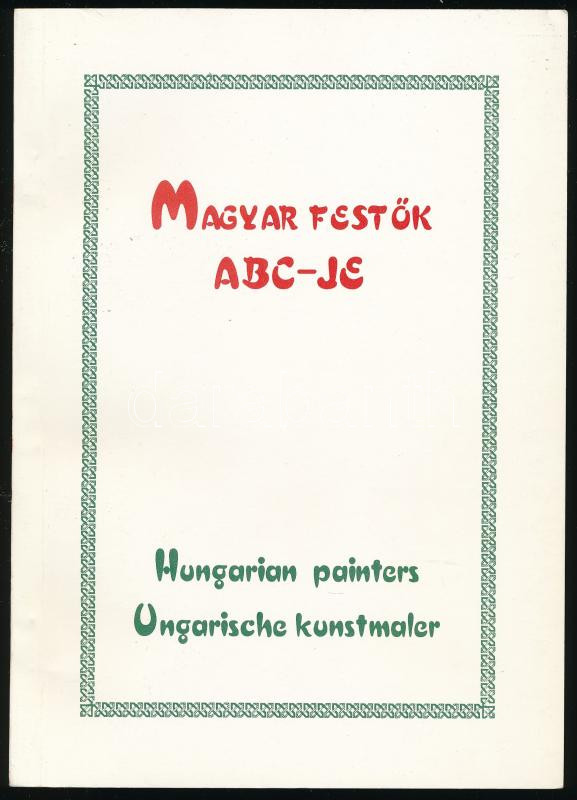 MAGYAR FESTŐK
ABC-JE
Hungarian painters
Ungarische kunstmaler